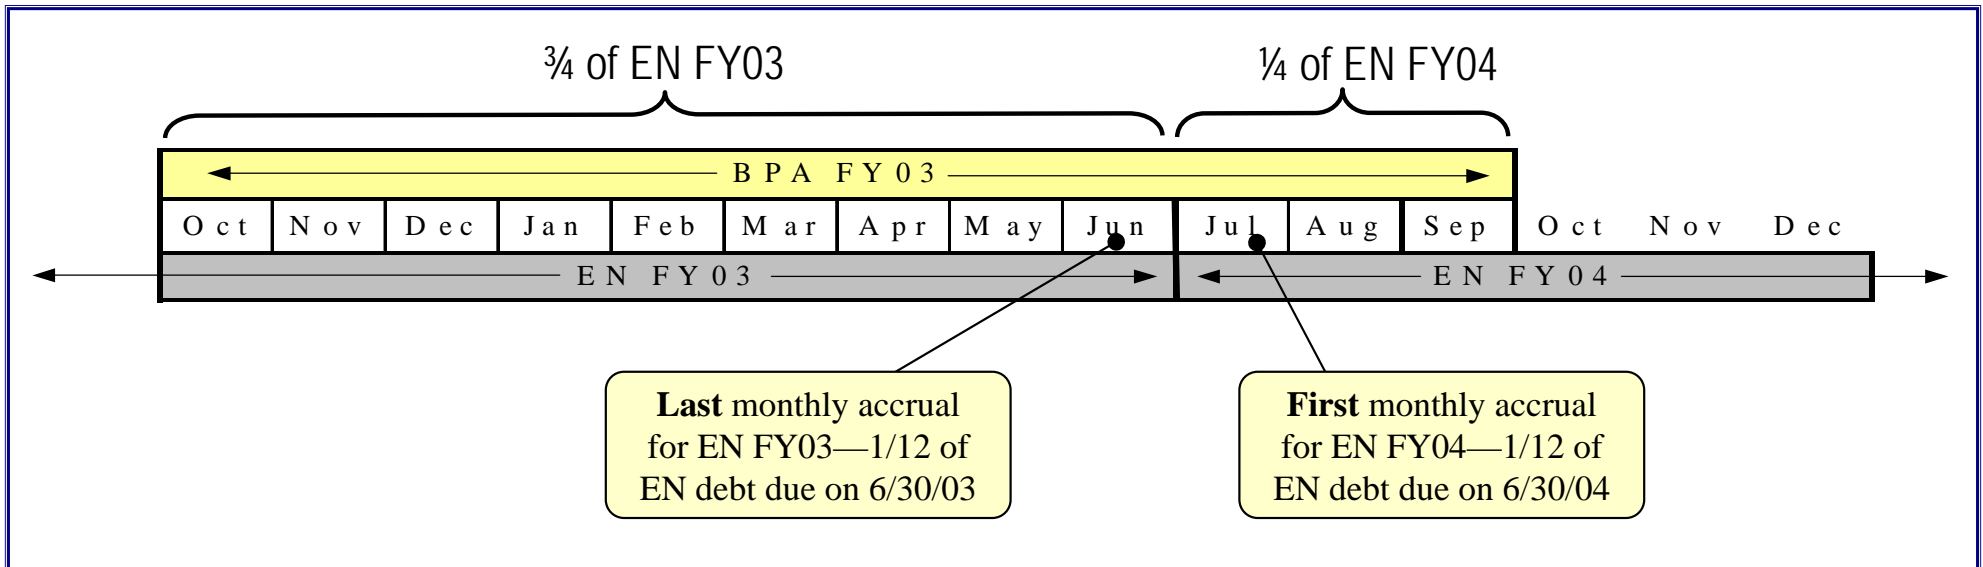 ¾ of EN FY03 ¼ of EN FY04
BPA FY03
Oct Nov Dec Jan Feb Mar Apr May Jun Jul Aug Sep Oct Nov Dec
EN FY03 EN FY04
Last monthly accrual
for EN FY03—1/12 of
EN debt due on 6/30/03
First monthly accrual
for EN FY04—1/12 of
EN debt due on 6/30/04